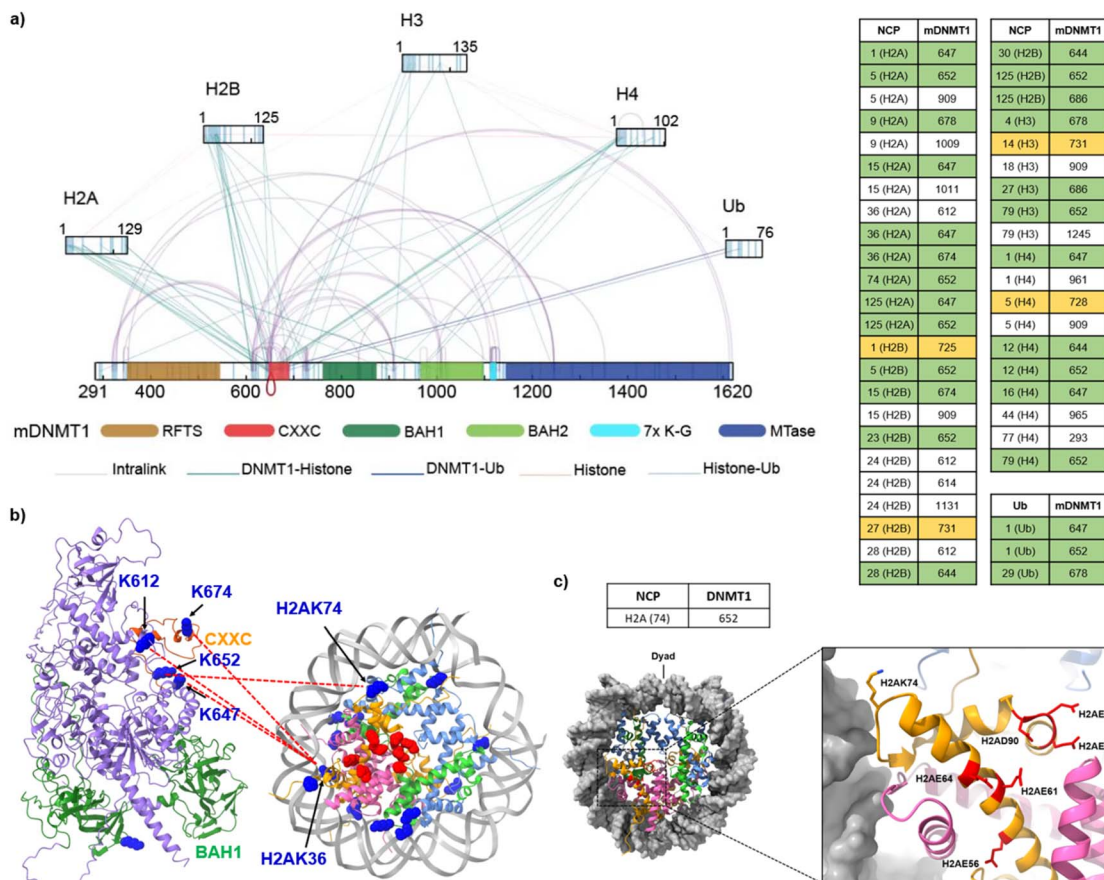 a)
H3
1 135
H2B
1 125
H4
1 102
H2A
1 129
Ub
1 76
291 400 600 800 1000 1200 1400 1620
mDNMT1 RFTS CXXC BAH1 BAH2 7x K-G MTase
Intralink DNMT1-Histone DNMT1-Ub Histone Histone-Ub
NCP mDNMT1
1 (H2A) 647
5 (H2A) 652
5 (H2A) 909
9 (H2A) 678
9 (H2A) 1009
15 (H2A) 647
15 (H2A) 1011
36 (H2A) 612
36 (H2A) 647
36 (H2A) 674
74 (H2A) 652
125 (H2A) 647
125 (H2A) 652
1 (H2B) 725
5 (H2B) 652
15 (H2B) 674
15 (H2B) 909
23 (H2B) 652
24 (H2B) 612
24 (H2B) 614
24 (H2B) 1131
27 (H2B) 731
28 (H2B) 612
28 (H2B) 644
NCP mDNMT1
30 (H2B) 644
125 (H2B) 652
125 (H2B) 686
4 (H3) 678
14 (H3) 731
18 (H3) 909
27 (H3) 686
79 (H3) 652
79 (H3) 1245
1 (H4) 647
1 (H4) 961
5 (H4) 728
5 (H4) 909
12 (H4) 644
12 (H4) 652
16 (H4) 647
44 (H4) 965
77 (H4) 293
79 (H4) 652
Ub mDNMT1
1 (Ub) 647
1 (Ub) 652
29 (Ub) 678
b)
K612
K674
CXXC
K652
K647
BAH1
H2AK74
H2AK36
c)
NCP DNMT1
H2A (74) 652
Dyad
H2AK74
H2AE
H2AD90
H2AE
H2AE64
H2AE61
H2AE56